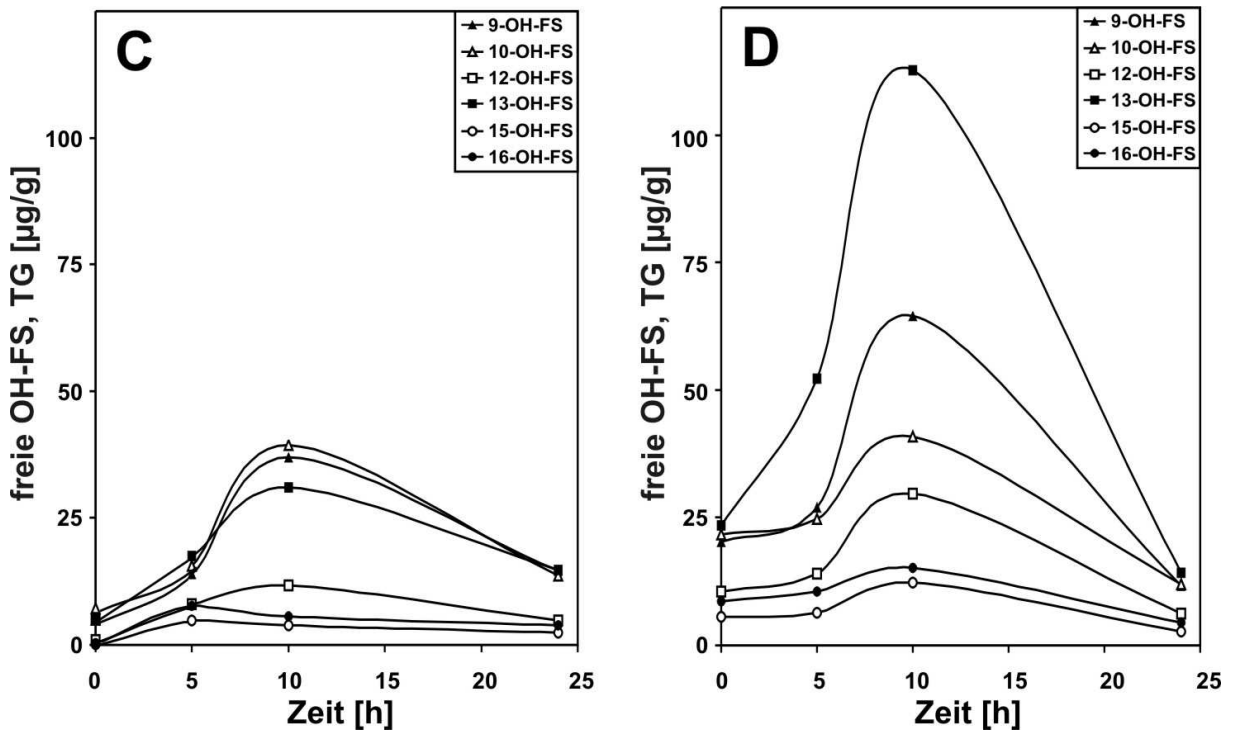 C
9-OH-FS
10-OH-FS
12-OH-FS
13-OH-FS
15-OH-FS
16-OH-FS
freie OH-FS, TG [µg/g]
100
75
50
25
0
0 5 10 15 20 25
Zeit [h]
D
9-OH-FS
10-OH-FS
12-OH-FS
13-OH-FS
15-OH-FS
16-OH-FS
freie OH-FS, TG [µg/g]
100
75
50
25
0
0 5 10 15 20 25
Zeit [h]